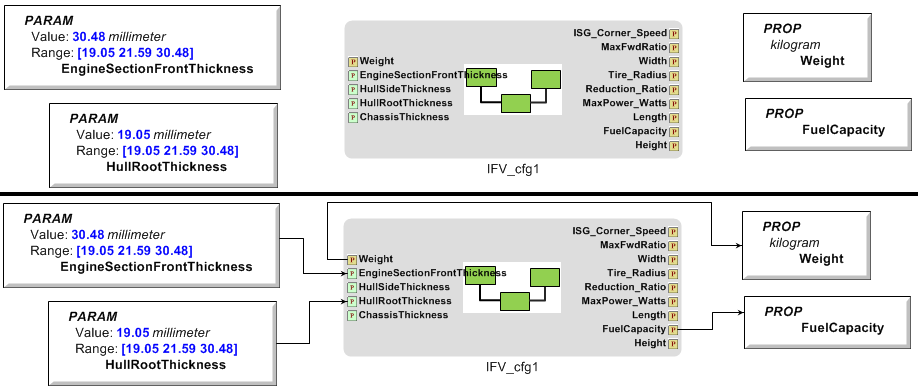 PARAM
Value: 30.48 millimeter
Range: [19.05 21.59 30.48]
EngineSectionFrontThickness
PARAM
Value: 19.05 millimeter
Range: [19.05 21.59 30.48]
HullRootThickness
P Weight
P EngineSectionFrontThickness
P HullSideThickness
P HullRootThickness
P ChassisThickness
ISG_Corner_Speed P
MaxFwdRatio P
Width P
Tire_Radius P
Reduction_Ratio P
MaxPower_Watts P
Length P
FuelCapacity P
Height P
IFV_cfg1
PROP
kilogram
Weight
PROP
FuelCapacity
PARAM
Value: 30.48 millimeter
Range: [19.05 21.59 30.48]
EngineSectionFrontThickness
PARAM
Value: 19.05 millimeter
Range: [19.05 21.59 30.48]
HullRootThickness
P Weight
P EngineSectionFrontThickness
P HullSideThickness
P HullRootThickness
P ChassisThickness
ISG_Corner_Speed P
MaxFwdRatio P
Width P
Tire_Radius P
Reduction_Ratio P
MaxPower_Watts P
Length P
FuelCapacity P
Height P
IFV_cfg1
PROP
kilogram
Weight
PROP
FuelCapacity